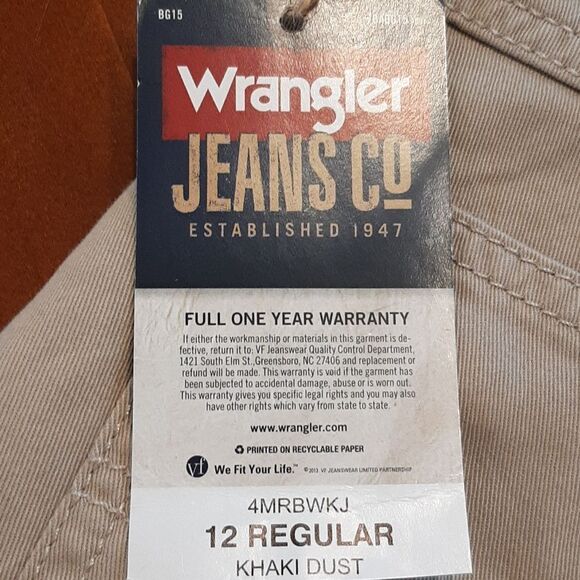 BG15
Wrangler
JEANS CO
ESTABLISHED 1947
FULL ONE YEAR WARRANTY
If either the workmanship or materials in this garment is de-
fective, return it to: VF Jeanswear Quality Control Department,
1421 South Elm St., Greensboro, NC 27406 and replacement or
refund will be made. This warranty is void if the garment has
been subjected to accidental damage, abuse or is worn out.
This warranty gives you specific legal rights and you may also
have other rights which vary from state to state.
www.wrangler.com
PRINTED ON RECYCLABLE PAPER
vf We Fit Your Life.™ ©2013 VF JEANSWEAR LIMITED PARTNERSHIP
4MRBWKJ
12 REGULAR
KHAKI DUST